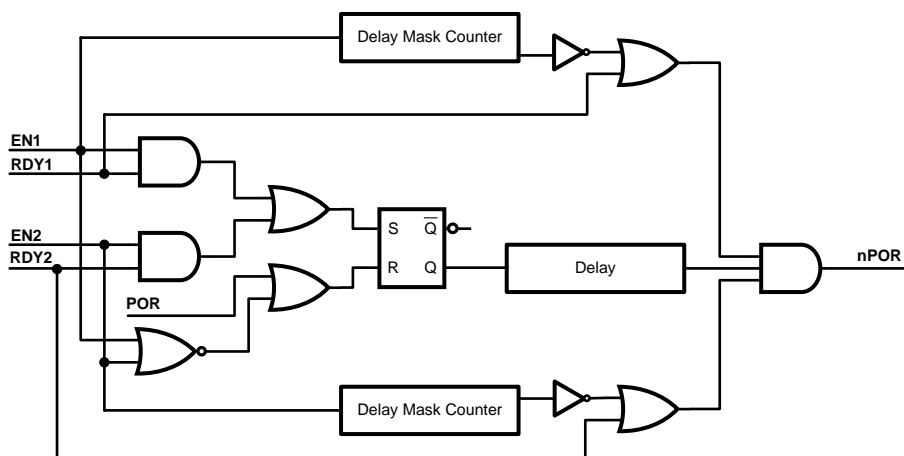 Delay Mask Counter
EN1
RDY1
EN2
RDY2
S Q
R Q
Delay
nPOR
POR
Delay Mask Counter